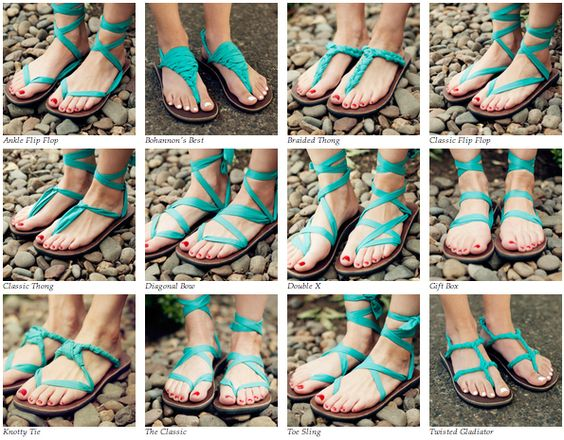 Ankle Flip Flop
Bohannon's Best
Braided Thong
Classic Flip Flop
Classic Thong
Diagonal Bow
Double X
Gift Box
Knotty Tie
The Classic
Toe Sling
Twisted Gladiator